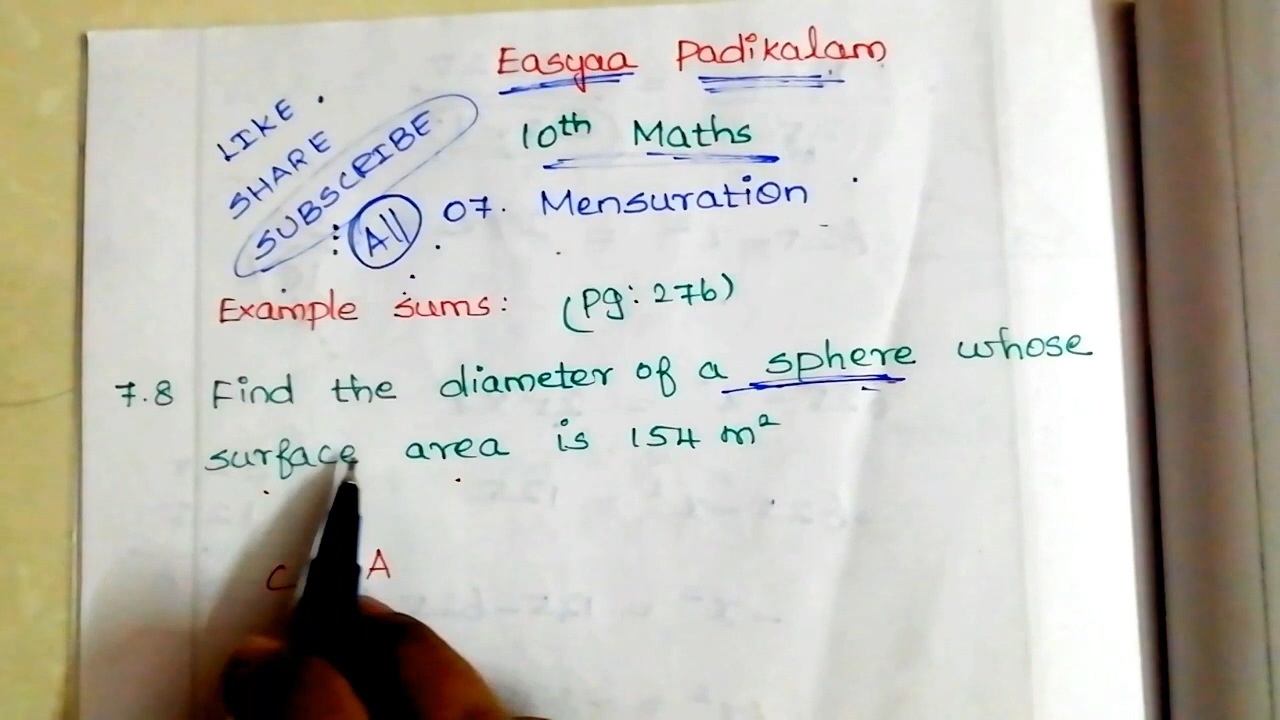 Easyaa Padikalam
10th Maths
07. Mensuration
LIKE
SHARE
SUBSCRIBE
All
Example sums: (Pg: 276)
7.8 Find the diameter of a sphere whose
surface area is 154 m²
C A